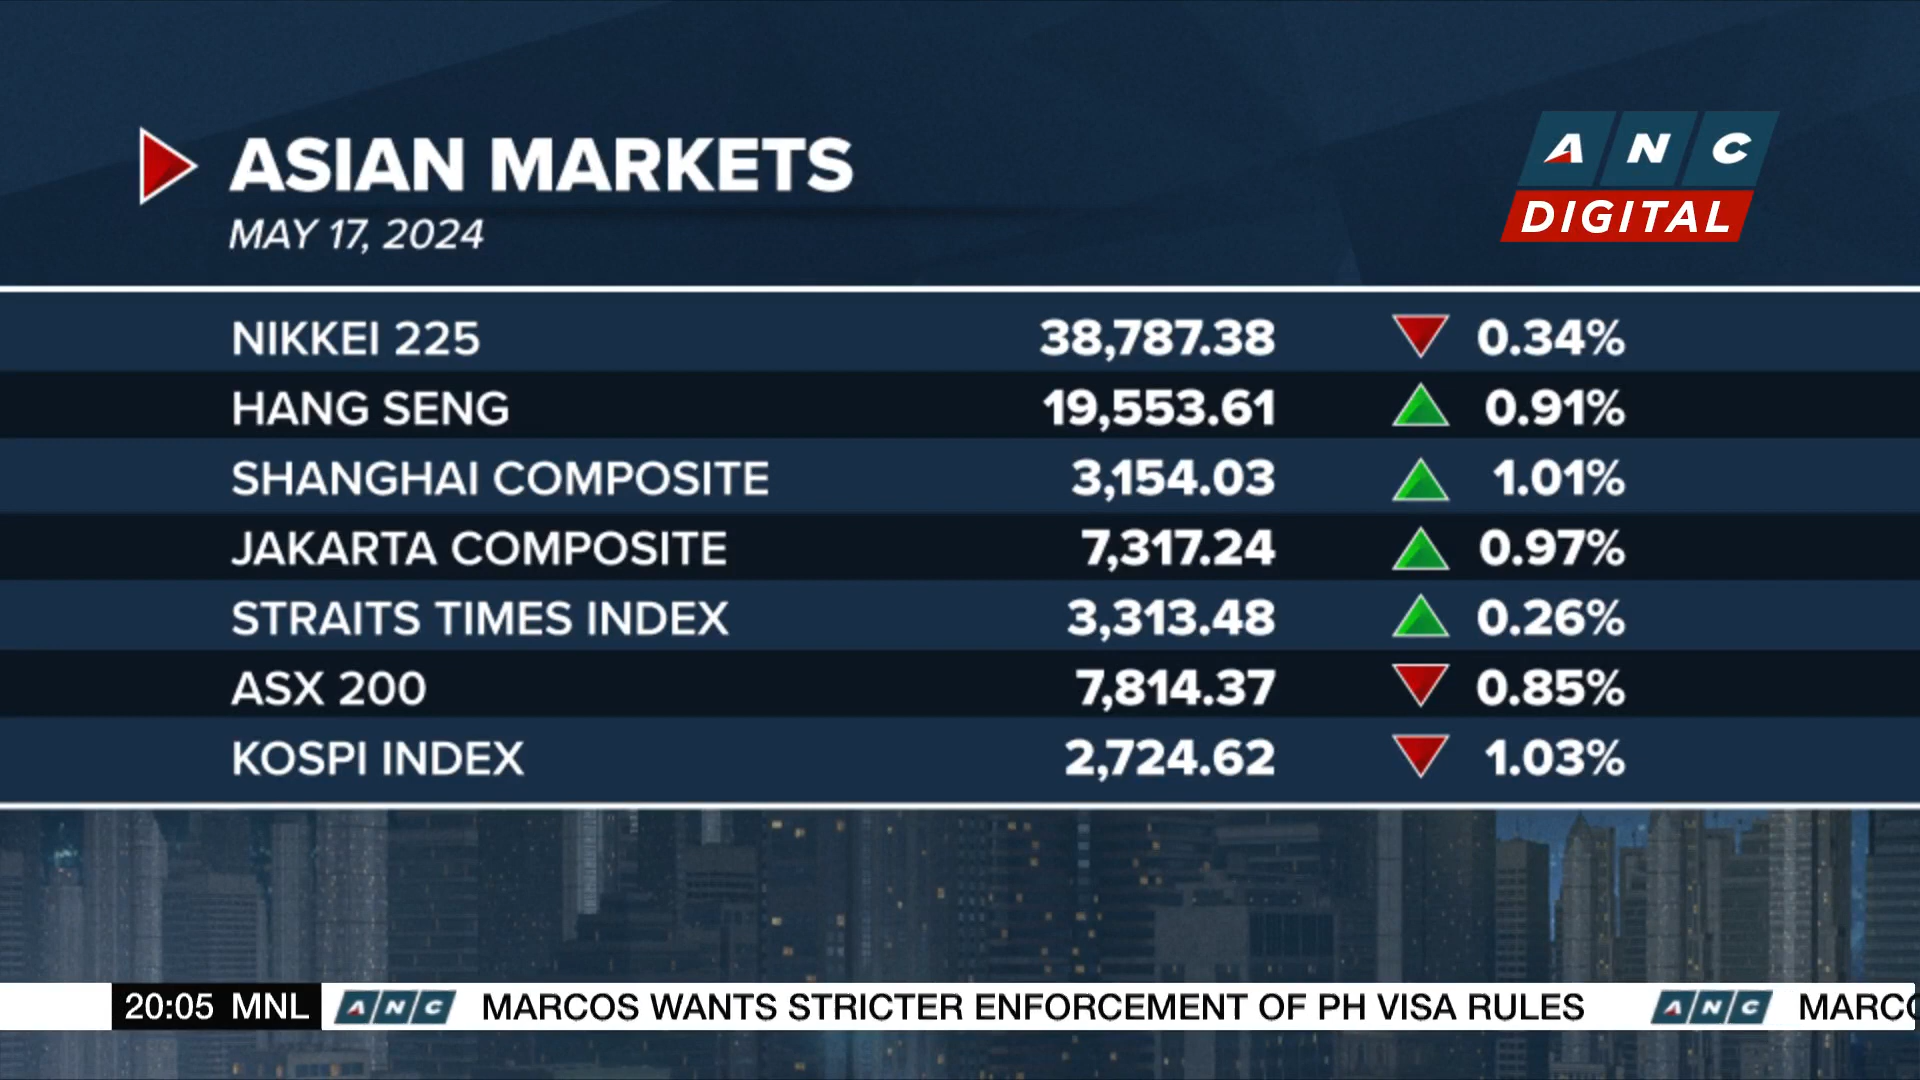 ASIAN MARKETS
MAY 17, 2024
ANC
DIGITAL
NIKKEI 225 38,787.38 0.34%
HANG SENG 19,553.61 0.91%
SHANGHAI COMPOSITE 3,154.03 1.01%
JAKARTA COMPOSITE 7,317.24 0.97%
STRAITS TIMES INDEX 3,313.48 0.26%
ASX 200 7,814.37 0.85%
KOSPI INDEX 2,724.62 1.03%
20:05 MNL ANC MARCOS WANTS STRICTER ENFORCEMENT OF PH VISA RULES ANC MARC